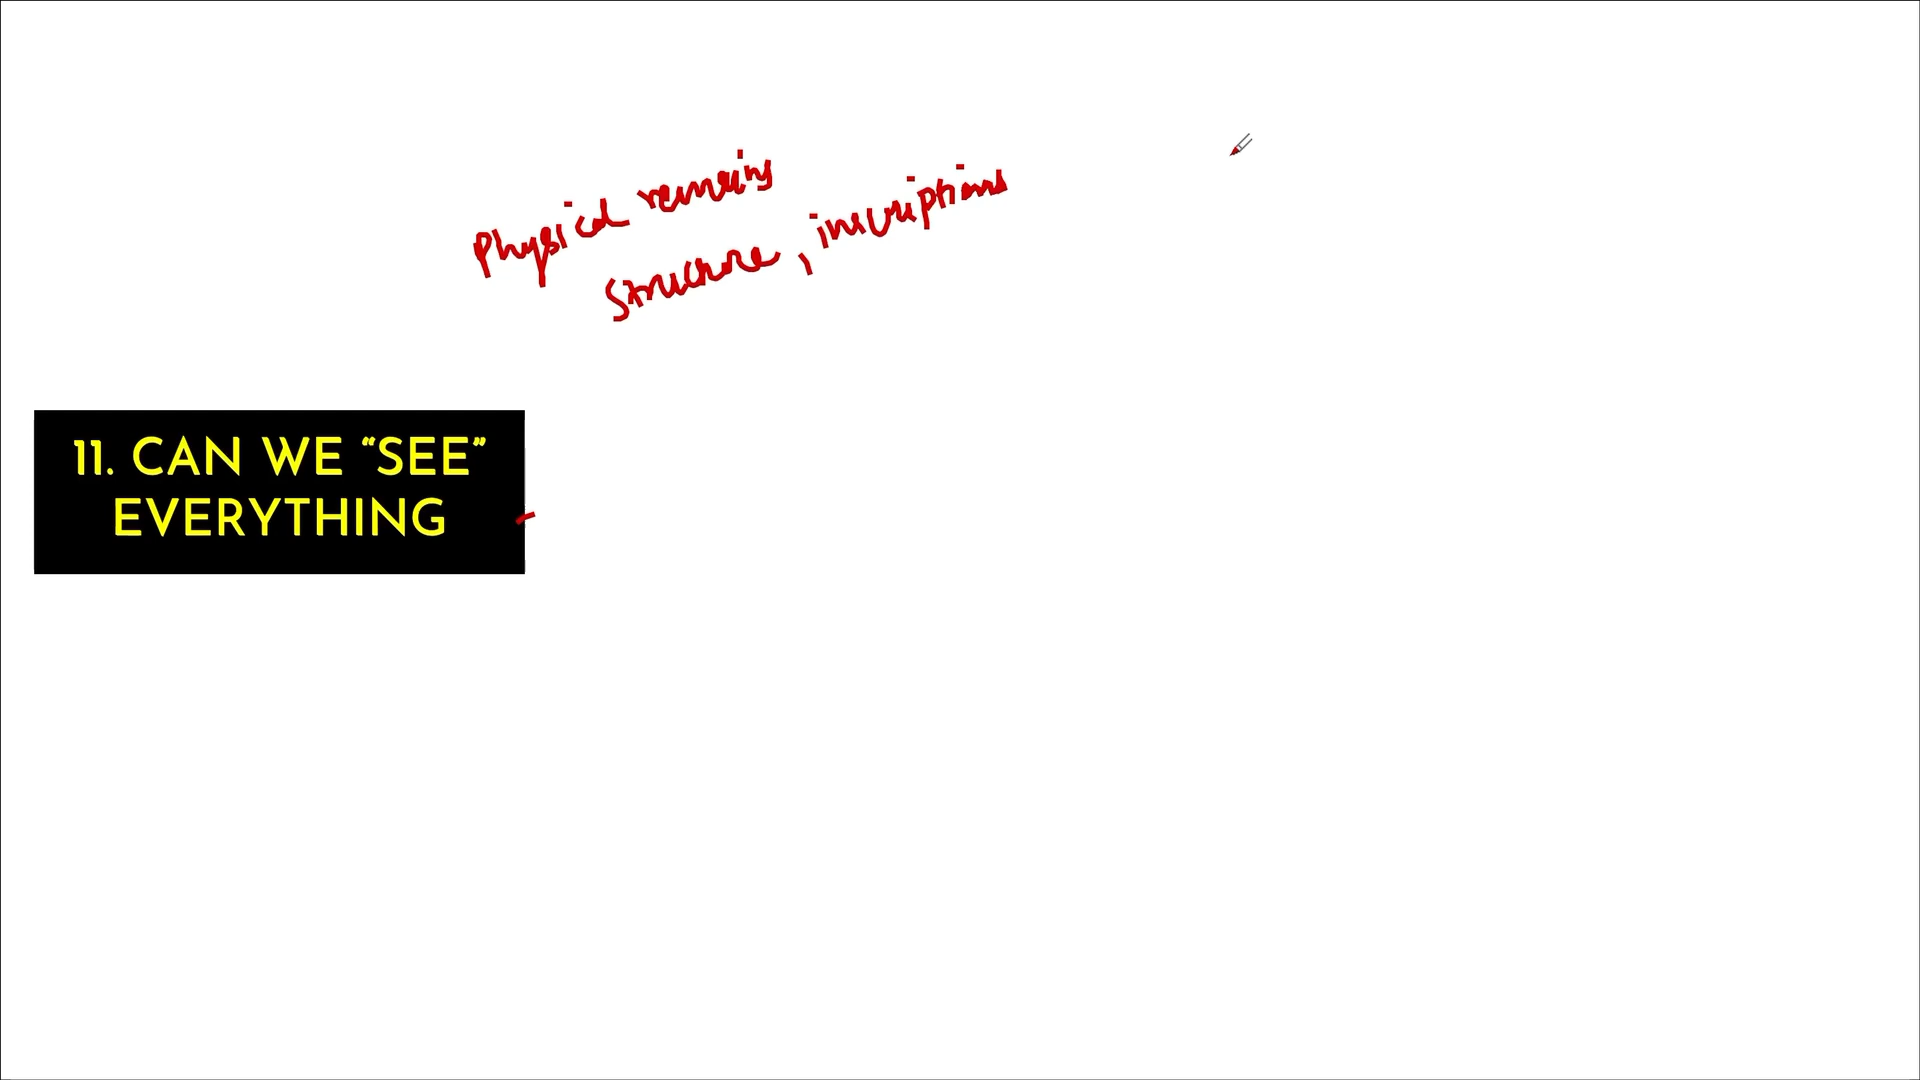 Physical remains
Structure, inscriptions
11. CAN WE “SEE”
EVERYTHING